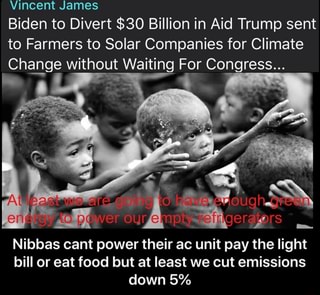 Vincent James
Biden to Divert $30 Billion in Aid Trump sent
to Farmers to Solar Companies for Climate
Change without Waiting For Congress...
At least we are going to have enough green
energy to power our empty refrigerators
Nibbas cant power their ac unit pay the light
bill or eat food but at least we cut emissions
down 5%